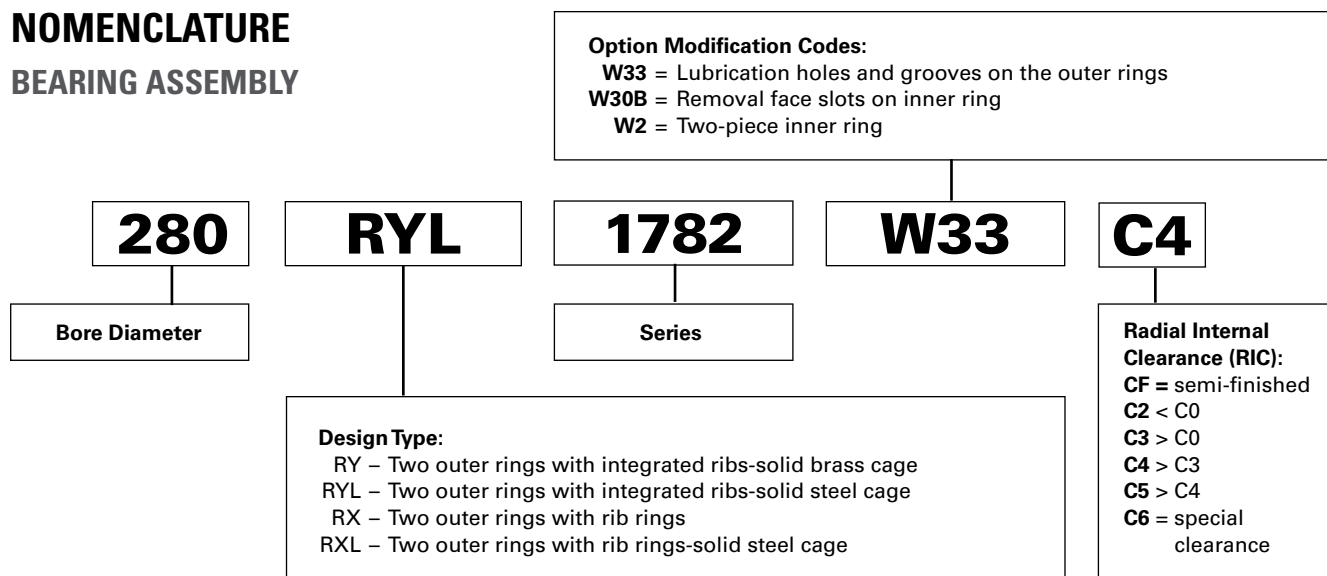 NOMENCLATURE
BEARING ASSEMBLY
Option Modification Codes:
W33 = Lubrication holes and grooves on the outer rings
W30B = Removal face slots on inner ring
W2 = Two-piece inner ring
280 RYL 1782 W33 C4
Bore Diameter
Series
Design Type:
RY – Two outer rings with integrated ribs-solid brass cage
RYL – Two outer rings with integrated ribs-solid steel cage
RX – Two outer rings with rib rings
RXL – Two outer rings with rib rings-solid steel cage
Radial Internal
Clearance (RIC):
CF = semi-finished
C2 < C0
C3 > C0
C4 > C3
C5 > C4
C6 = special
clearance